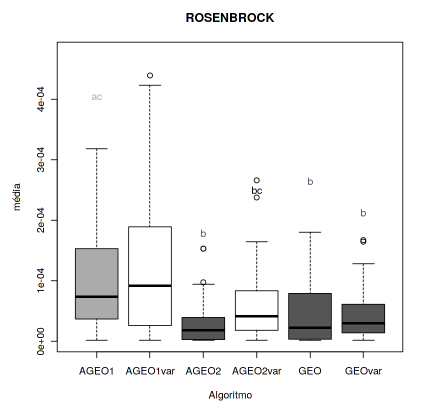 ROSENBROCK
média
4e-04
3e-04
2e-04
1e-04
0e+00
ac
b
bc
b
b
AGEO1 AGEO1var AGEO2 AGEO2var GEO GEOvar
Algoritmo